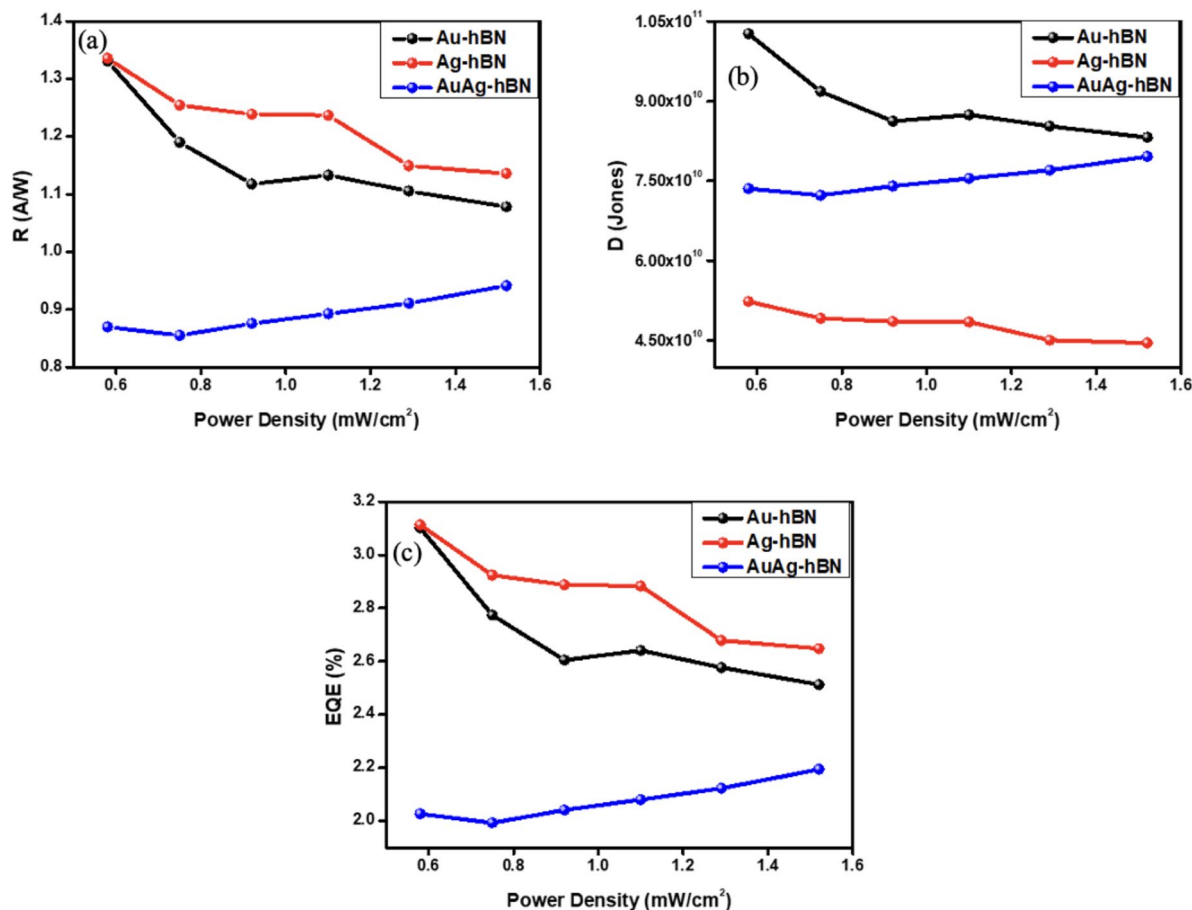 (a)
Au-hBN
Ag-hBN
AuAg-hBN
1.4
1.3
1.2
1.1
1.0
0.9
0.8
R (A/W)
0.6 0.8 1.0 1.2 1.4 1.6
Power Density (mW/cm²)
(b)
Au-hBN
Ag-hBN
AuAg-hBN
1.05x10¹¹
9.00x10¹⁰
7.50x10¹⁰
6.00x10¹⁰
4.50x10¹⁰
D (Jones)
0.6 0.8 1.0 1.2 1.4 1.6
Power Density (mW/cm²)
(c)
Au-hBN
Ag-hBN
AuAg-hBN
3.2
3.0
2.8
2.6
2.4
2.2
2.0
EQE (%)
0.6 0.8 1.0 1.2 1.4 1.6
Power Density (mW/cm²)